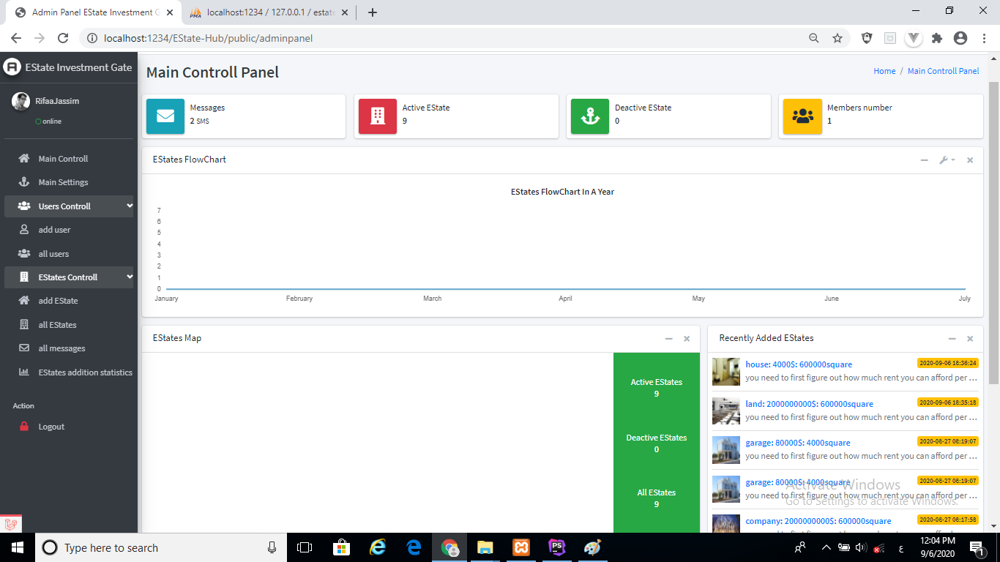 Admin Panel EState Investment G
localhost:1234 / 127.0.0.1 / estate
localhost:1234/EState-Hub/public/adminpanel
EState Investment Gate
RifaaJassim
online
Main Controll
Main Settings
Users Controll
add user
all users
EStates Controll
add EState
all EStates
all messages
EStates addition statistics
Action
Logout
Main Controll Panel
Home / Main Controll Panel
Messages
2 SMS
Active EState
9
Deactive EState
0
Members number
1
EStates FlowChart
EStates FlowChart In A Year
7
6
5
4
3
2
1
0
January February March April May June July
EStates Map
Active EStates
9
Deactive EStates
0
All EStates
9
Recently Added EStates
house: 4000$: 600000square 2020-09-06 18:36:24
you need to first figure out how much rent you can afford per ...
land: 2000000000$: 600000square 2020-09-06 18:35:18
you need to first figure out how much rent you can afford per ...
garage: 80000$: 4000square 2020-08-27 08:19:07
you need to first figure out how much rent you can afford per ...
garage: 80000$: 4000square 2020-08-27 08:19:07
you need to first figure out how much rent you can afford per ...
company: 2000000000$: 600000square 2020-08-27 08:17:58
Activate Windows
Go to Settings to activate Windows.
Type here to search
PS
ع
12:04 PM
9/6/2020
1